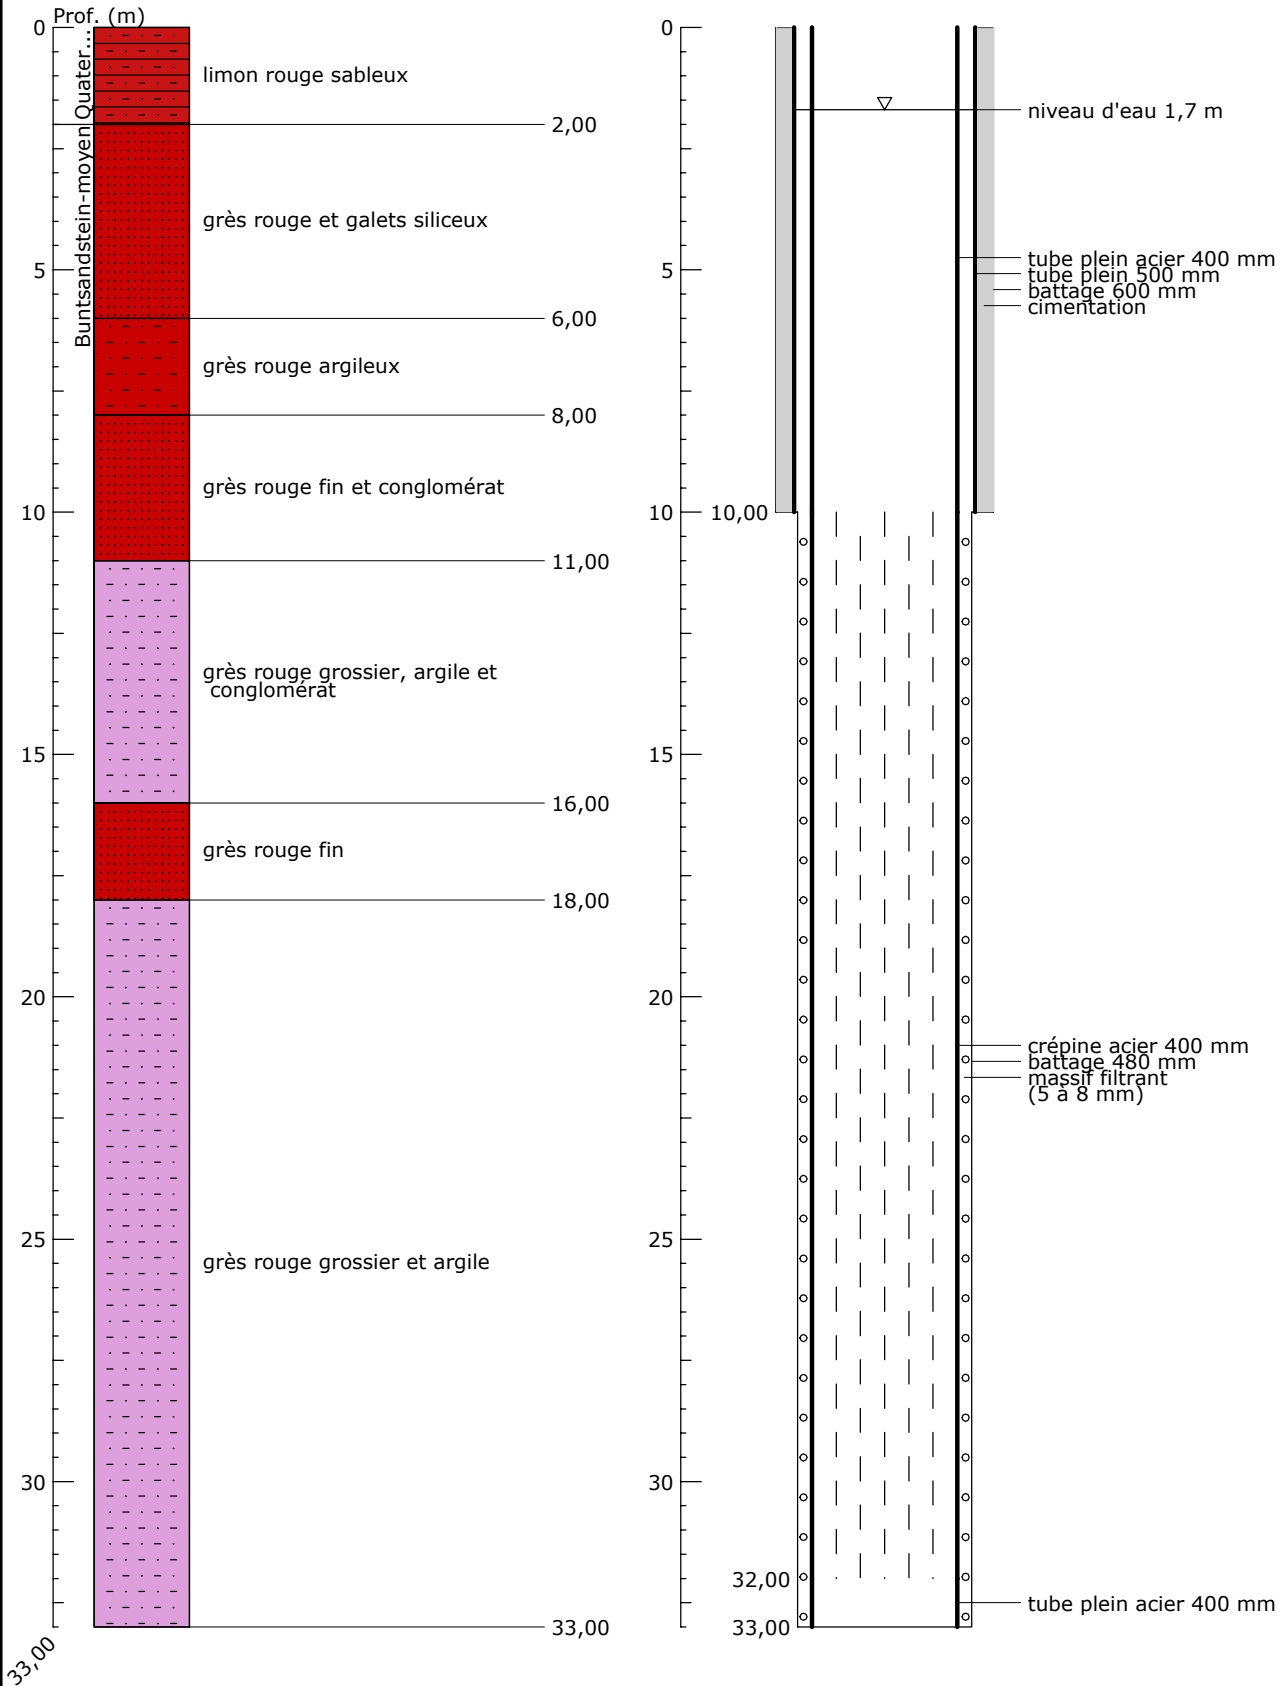 Prof. (m)
0
5
10
15
20
25
30
33,00
Quater...
Buntsandstein-moyen
limon rouge sableux
2,00
grès rouge et galets siliceux
6,00
grès rouge argileux
8,00
grès rouge fin et conglomérat
11,00
grès rouge grossier, argile et
conglomérat
16,00
grès rouge fin
18,00
grès rouge grossier et argile
33,00
0
5
10
15
20
25
30
10,00
32,00
33,00
niveau d'eau 1,7 m
tube plein acier 400 mm
tube plein 500 mm
battage 600 mm
cimentation
crépine acier 400 mm
battage 480 mm
massif filtrant
(5 à 8 mm)
tube plein acier 400 mm